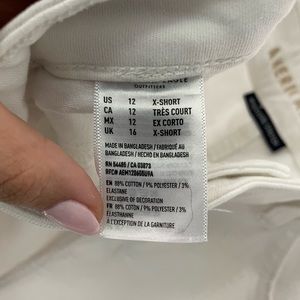 EAGLE
OUTFITTERS
US 12 X-SHORT
CA 12 TRÈS COURT
MX 12 EX CORTO
UK 16 X-SHORT
MADE IN BANGLADESH / FABRIQUÉ AU
BANGLADESH / HECHO EN BANGLADESH
RN 54485 / CA 03873
EN 88% COTTON / 9% POLYESTER / 3%
ELASTANE
EXCLUSIVE OF DECORATION
FR 88% COTON / 9% POLYESTER / 3%
ÉLASTHANNE
À L'EXCEPTION DE LA GARNITURE